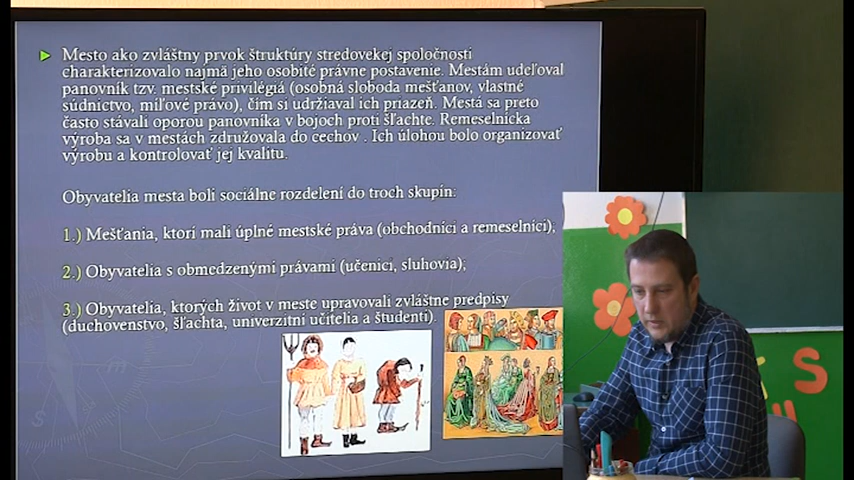 Mesto ako zvláštny prvok štruktúry stredovekej spoločnosti
charakterizovalo najmä jeho osobité právne postavenie. Mestám udeľoval
panovník tzv. mestské privilégiá (osobná sloboda mešťanov, vlastné
súdnictvo, míľové právo), čím si udržiaval ich priazeň. Mestá sa preto
často stávali oporou panovníka v bojoch proti šľachte. Remeselnícka
výroba sa v mestách združovala do cechov . Ich úlohou bolo organizovať
výrobu a kontrolovať jej kvalitu.
Obyvatelia mesta boli sociálne rozdelení do troch skupín:
1.) Mešťania, ktorí mali úplné mestské práva (obchodníci a remeselníci);
2.) Obyvatelia s obmedzenými právami (učeníci, sluhovia);
3.) Obyvatelia, ktorých život v meste upravovali zvláštne predpisy
(duchovenstvo, šľachta, univerzitní učitelia a študenti).
S